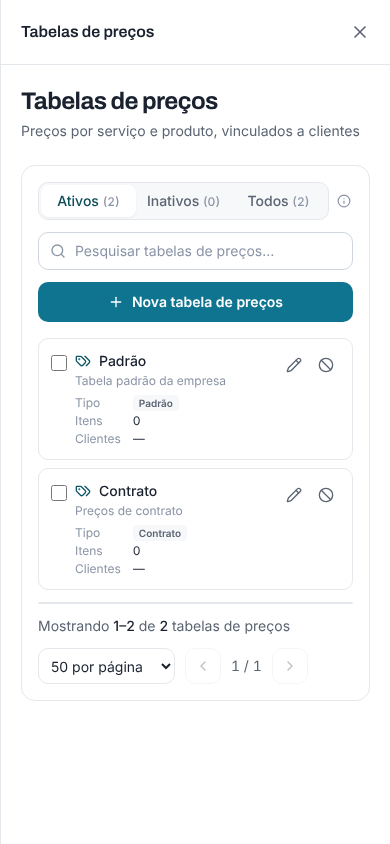 Tabelas de preços
Tabelas de preços
Preços por serviço e produto, vinculados a clientes
Ativos (2) Inativos (0) Todos (2)
Pesquisar tabelas de preços...
+ Nova tabela de preços
Padrão
Tabela padrão da empresa
Tipo Padrão
Itens 0
Clientes —
Contrato
Preços de contrato
Tipo Contrato
Itens 0
Clientes —
Mostrando 1–2 de 2 tabelas de preços
50 por página 1 / 1